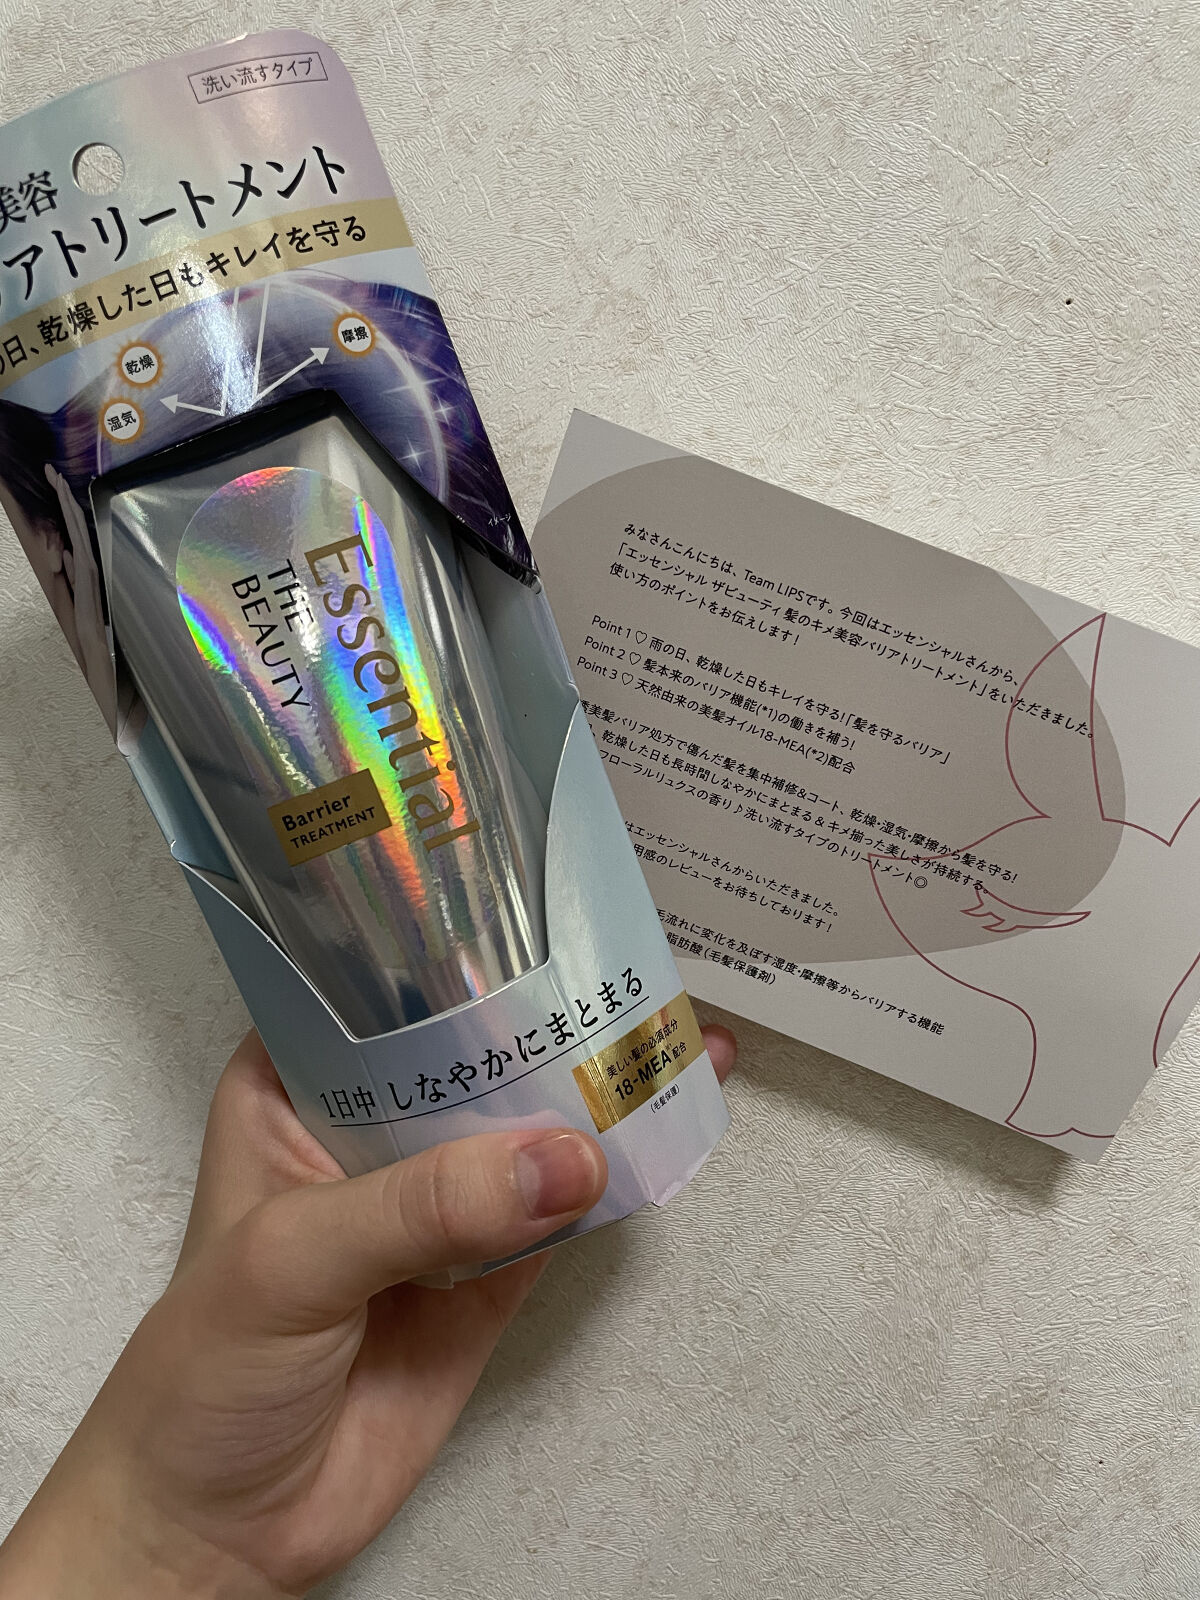 洗い流すタイプ
美容
アトリートメント
日、乾燥した日もキレイを守る
摩擦
乾燥
湿気
イメージ
Essential
THE
BEAUTY
Barrier
TREATMENT
1日中 しなやかにまとまる
美しい髪の必須成分
18-MEA 配合
(毛髪保護)
みなさんこんにちは、Team LIPSです。今回はエッセンシャルさんから、
「エッセンシャル ザビューティ 髪のキメ美容バリアトリートメント」をいただきました。
使い方のポイントをお伝えします！
Point 1 ♡ 雨の日、乾燥した日もキレイを守る!「髪を守るバリア」
Point 2 ♡ 髪本来のバリア機能(*1)の働きを補う!
Point 3 ♡ 天然由来の美髪オイル18-MEA(*2)配合
美髪バリア処方で傷んだ髪を集中補修&コート、乾燥・湿気・摩擦から髪を守る!
、乾燥した日も長時間しなやかにまとまる & キメ揃った美しさが持続する。
フローラルリュクスの香り♪洗い流すタイプのトリートメント◎
はエッセンシャルさんからいただきました。
用感のレビューをお待ちしております！
毛流れに変化を及ぼす湿度・摩擦等からバリアする機能
脂肪酸（毛髪保護剤）